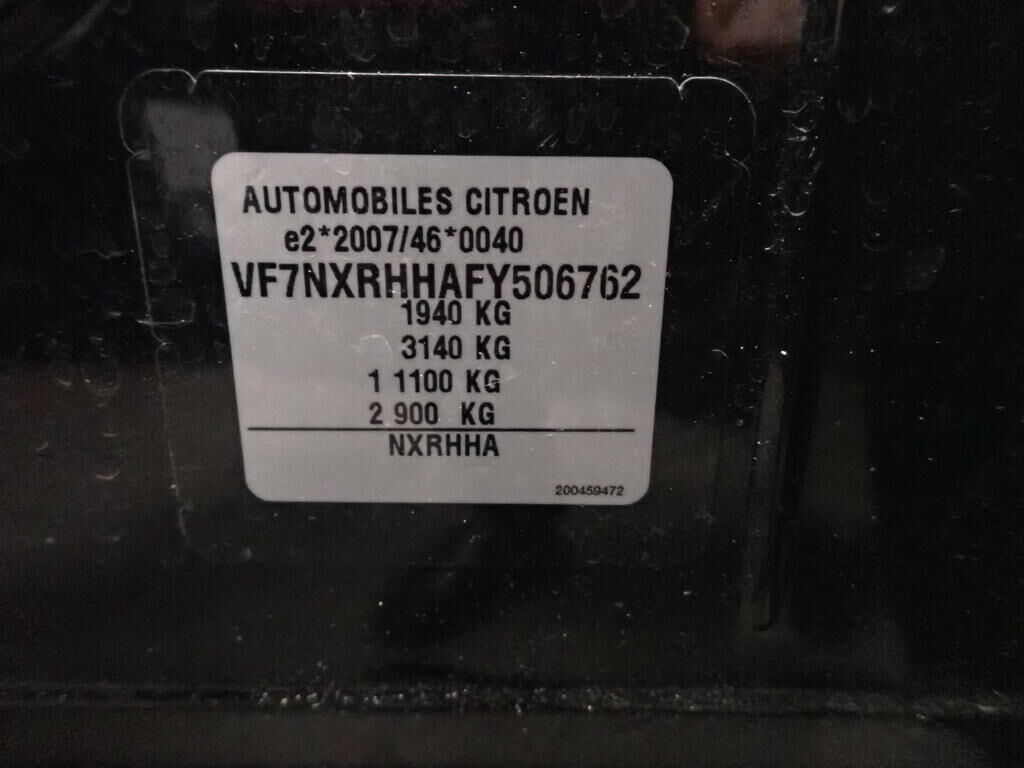 AUTOMOBILES CITROEN
e2*2007/46*0040
VF7NXRHHAFY506762
1940 KG
3140 KG
1 1100 KG
2 900 KG
NXRHHA
200459472